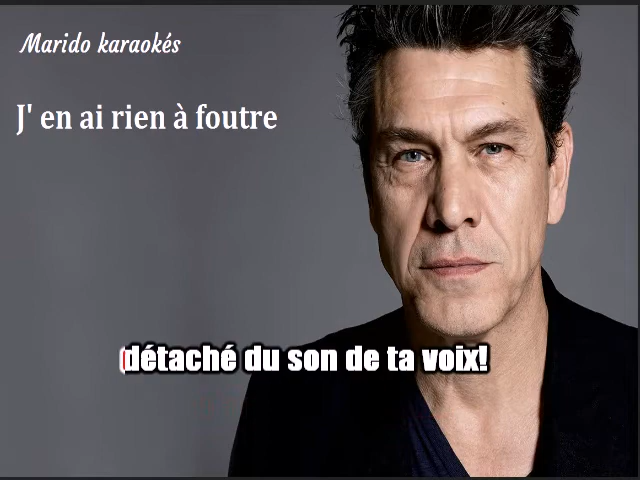 Marido karaokés
J' en ai rien à foutre
détaché du son de ta voix!